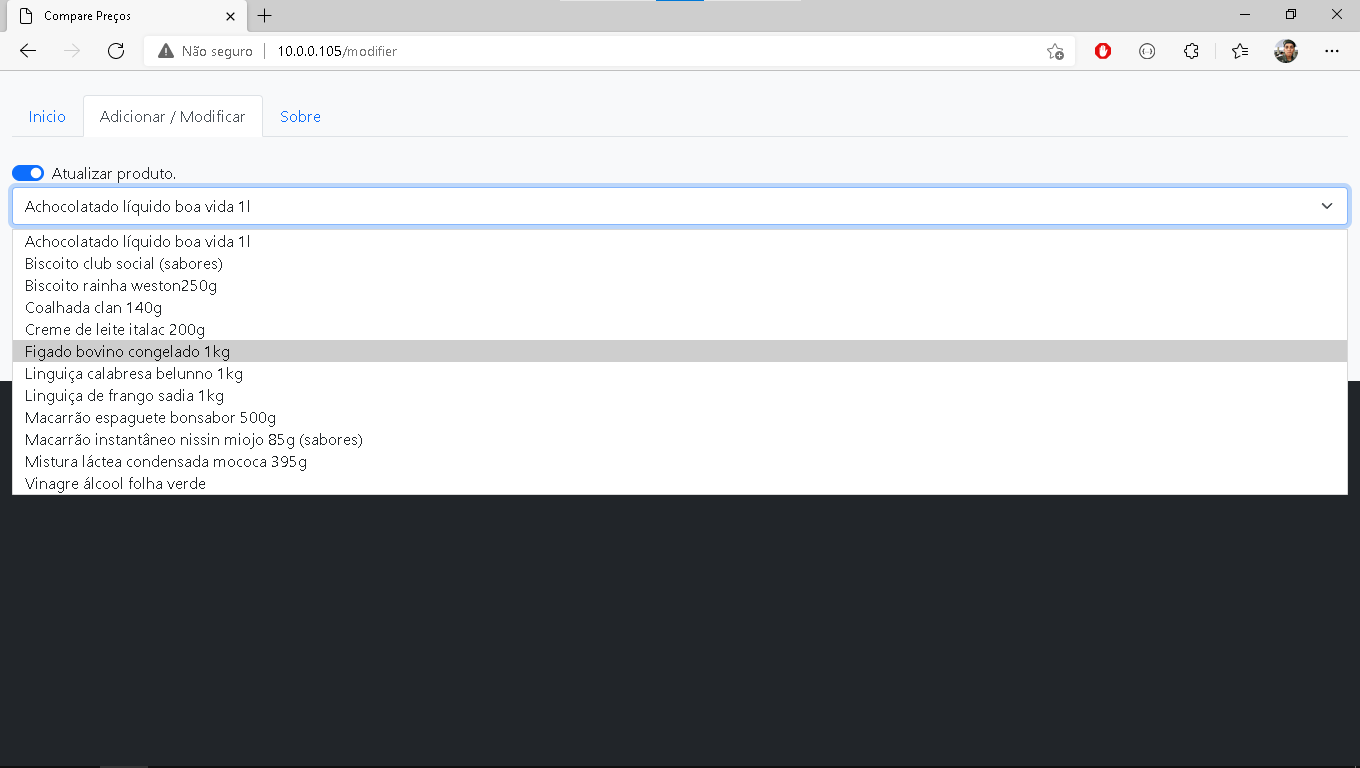 Compare Preços
Não seguro
10.0.0.105/modifier
Inicio
Adicionar / Modificar
Sobre
Atualizar produto.
Achocolatado líquido boa vida 1l
Achocolatado líquido boa vida 1l
Biscoito club social (sabores)
Biscoito rainha weston250g
Coalhada clan 140g
Creme de leite italac 200g
Figado bovino congelado 1kg
Linguiça calabresa belunno 1kg
Linguiça de frango sadia 1kg
Macarrão espaguete bonsabor 500g
Macarrão instantâneo nissin miojo 85g (sabores)
Mistura láctea condensada mococa 395g
Vinagre álcool folha verde